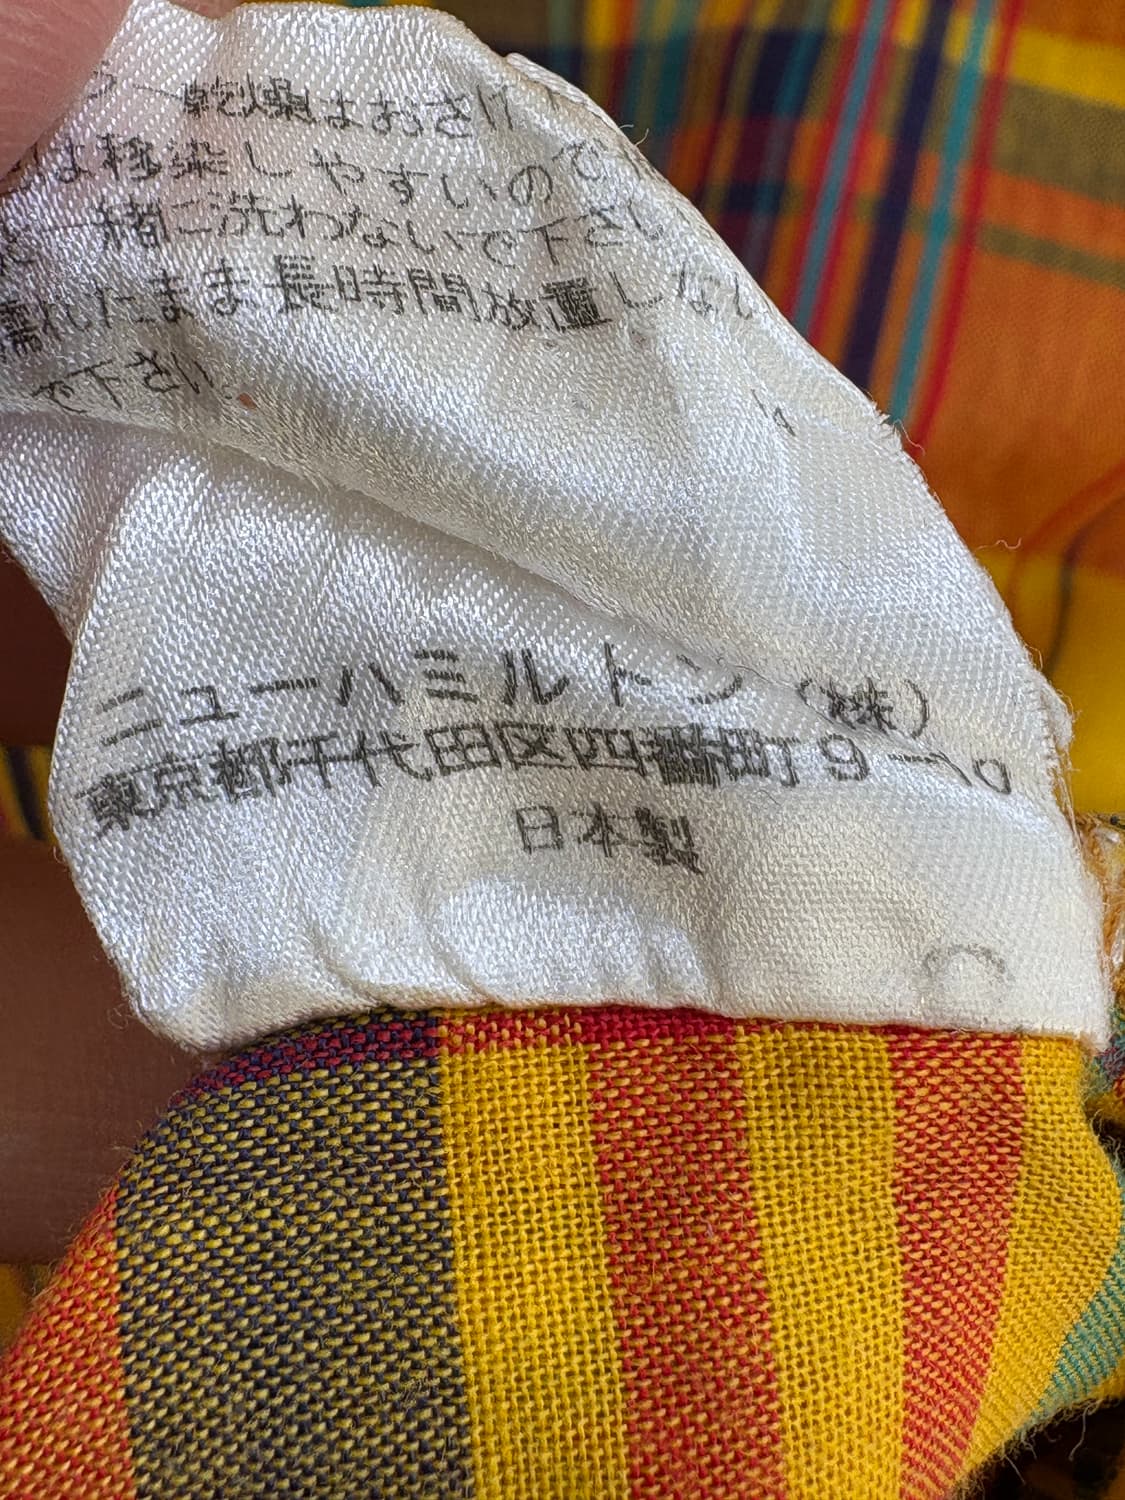 乾燥はおさけ
は極染しやすいので
と一緒に洗わないで下さい
濡れたまま長時間放置しない
で下さい
ニューハミルトン(株)
東京都千代田区四番町9-10
日本製